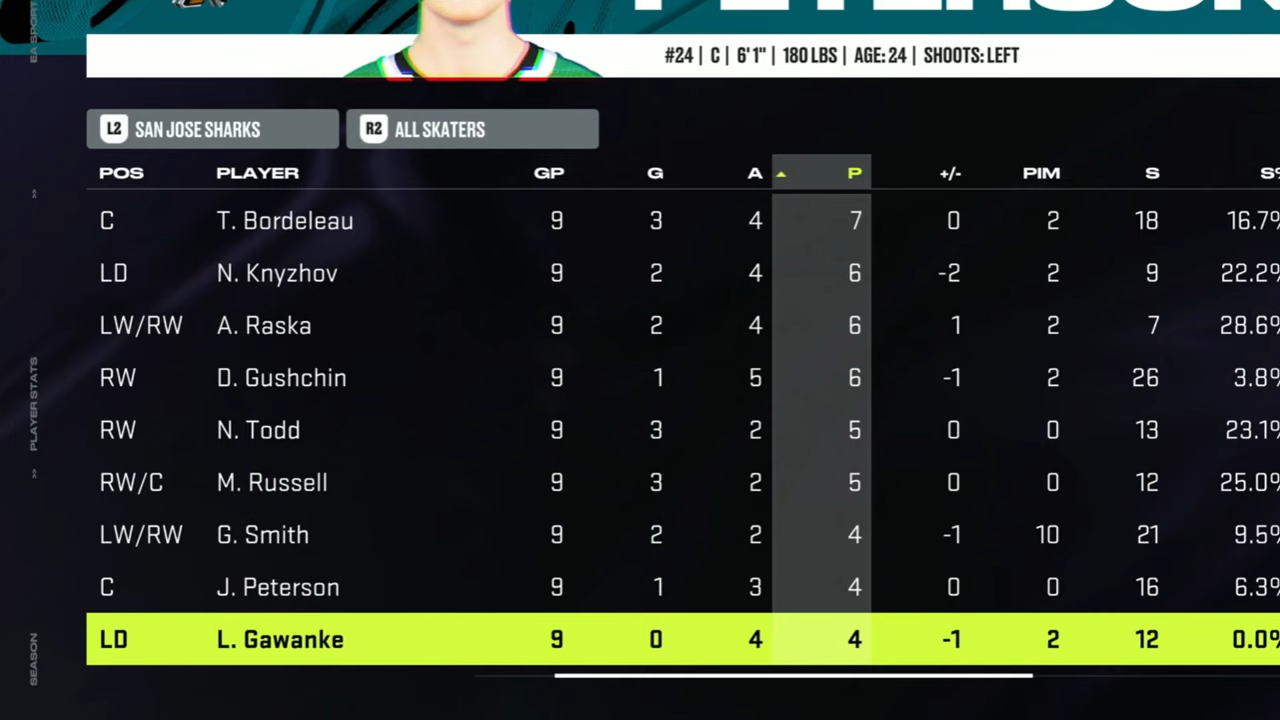 #24 | C | 6'1" | 180 LBS | AGE: 24 | SHOOTS: LEFT
L2 SAN JOSE SHARKS R2 ALL SKATERS
POS PLAYER GP G A P +/- PIM S S%
C T. Bordeleau 9 3 4 7 0 2 18 16.7%
LD N. Knyzhov 9 2 4 6 -2 2 9 22.2%
LW/RW A. Raska 9 2 4 6 1 2 7 28.6%
RW D. Gushchin 9 1 5 6 -1 2 26 3.8%
RW N. Todd 9 3 2 5 0 0 13 23.1%
RW/C M. Russell 9 3 2 5 0 0 12 25.0%
LW/RW G. Smith 9 2 2 4 -1 10 21 9.5%
C J. Peterson 9 1 3 4 0 0 16 6.3%
LD L. Gawanke 9 0 4 4 -1 2 12 0.0%
EA SPORT
PLAYER STATS
SEASON